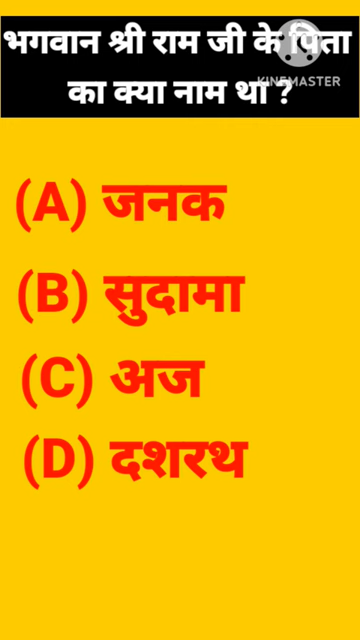 भगवान श्री राम जी के पिता
का क्या नाम था ?
KINEMASTER
(A) जनक
(B) सुदामा
(C) अज
(D) दशरथ